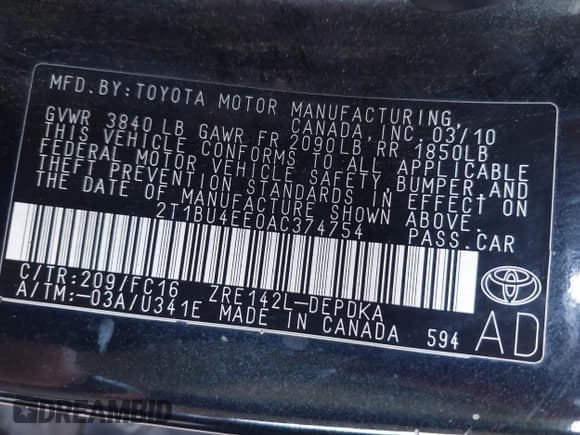 MFD.BY:TOYOTA MOTOR MANUFACTURING,
CANADA,INC. 03/10
GVWR 3840 LB GAWR FR 2090LB RR 1850LB
THIS VEHICLE CONFORMS TO ALL APPLICABLE
FEDERAL MOTOR VEHICLE SAFETY,BUMPER AND
THEFT PREVENTION STANDARDS IN EFFECT ON
THE DATE OF MANUFACTURE SHOWN ABOVE.
2T1BU4EE0AC374754 PASS.CAR
C/TR:209/FC16 ZRE142L-DEPDKA
A/TM:-03A/U341E MADE IN CANADA 594
AD
DREAMBID